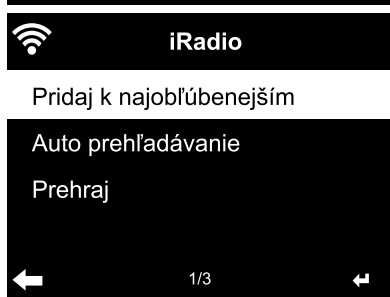 iRadio
Pridaj k najobľúbenejším
Auto prehľadávanie
Prehraj
1/3